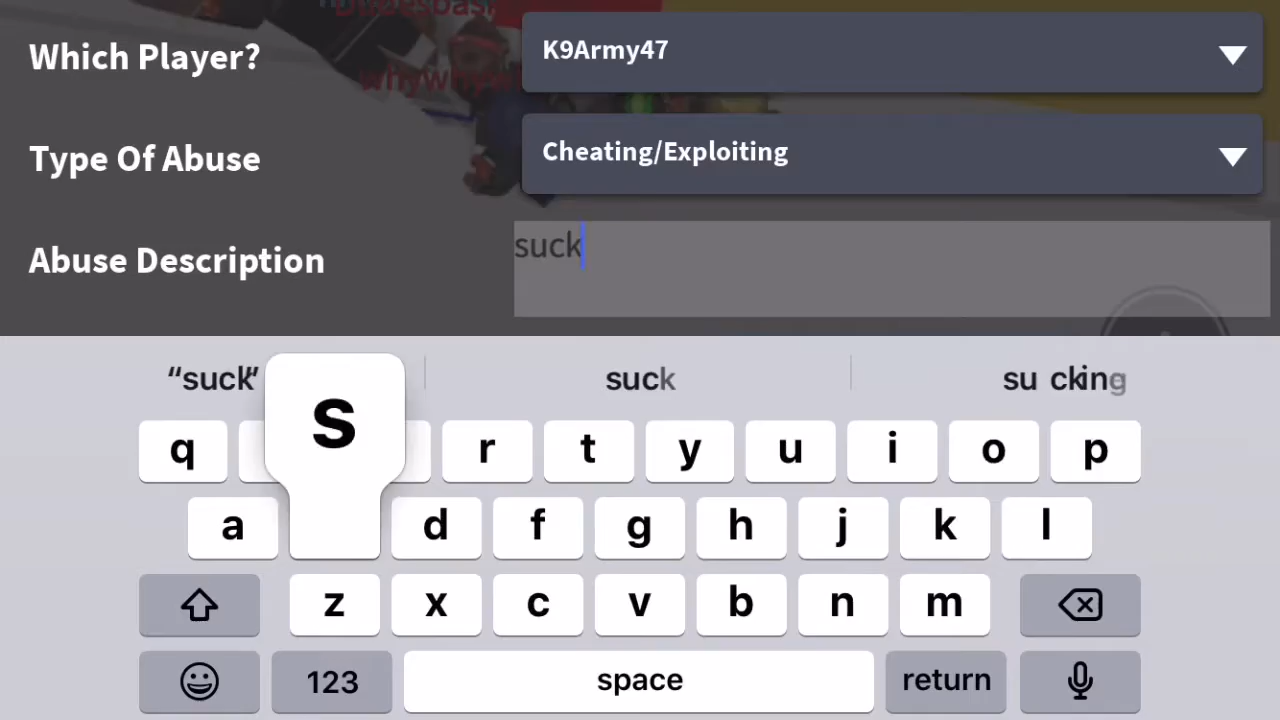 Which Player?
K9Army47
Type Of Abuse
Cheating/Exploiting
Abuse Description
suck
“suck” suck su cking
q r t y u i o p
s
a d f g h j k l
z x c v b n m
123 space return